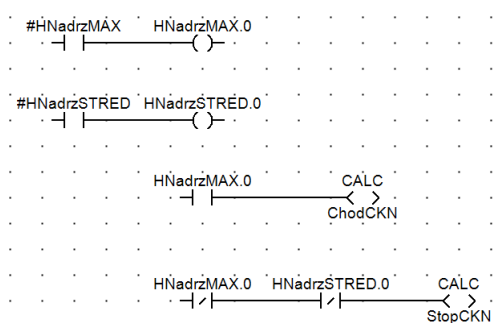 #HNadrzMAX HNadrzMAX.0
#HNadrzSTRED HNadrzSTRED.0
HNadrzMAX.0 CALC
ChodCKN
HNadrzMAX.0 HNadrzSTRED.0 CALC
StopCKN